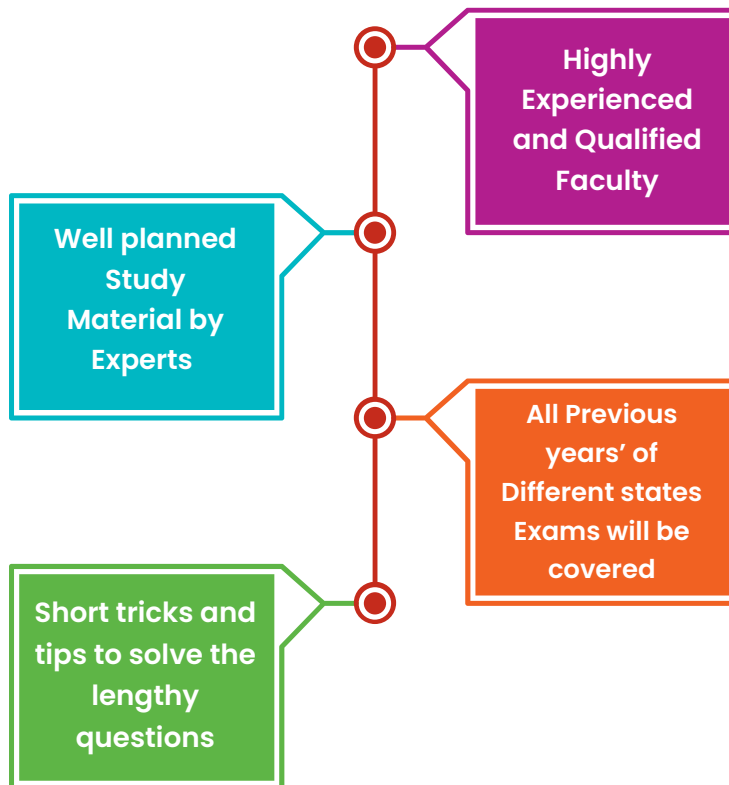 Highly
Experienced
and Qualified
Faculty
Well planned
Study
Material by
Experts
All Previous
years’ of
Different states
Exams will be
covered
Short tricks and
tips to solve the
lengthy
questions